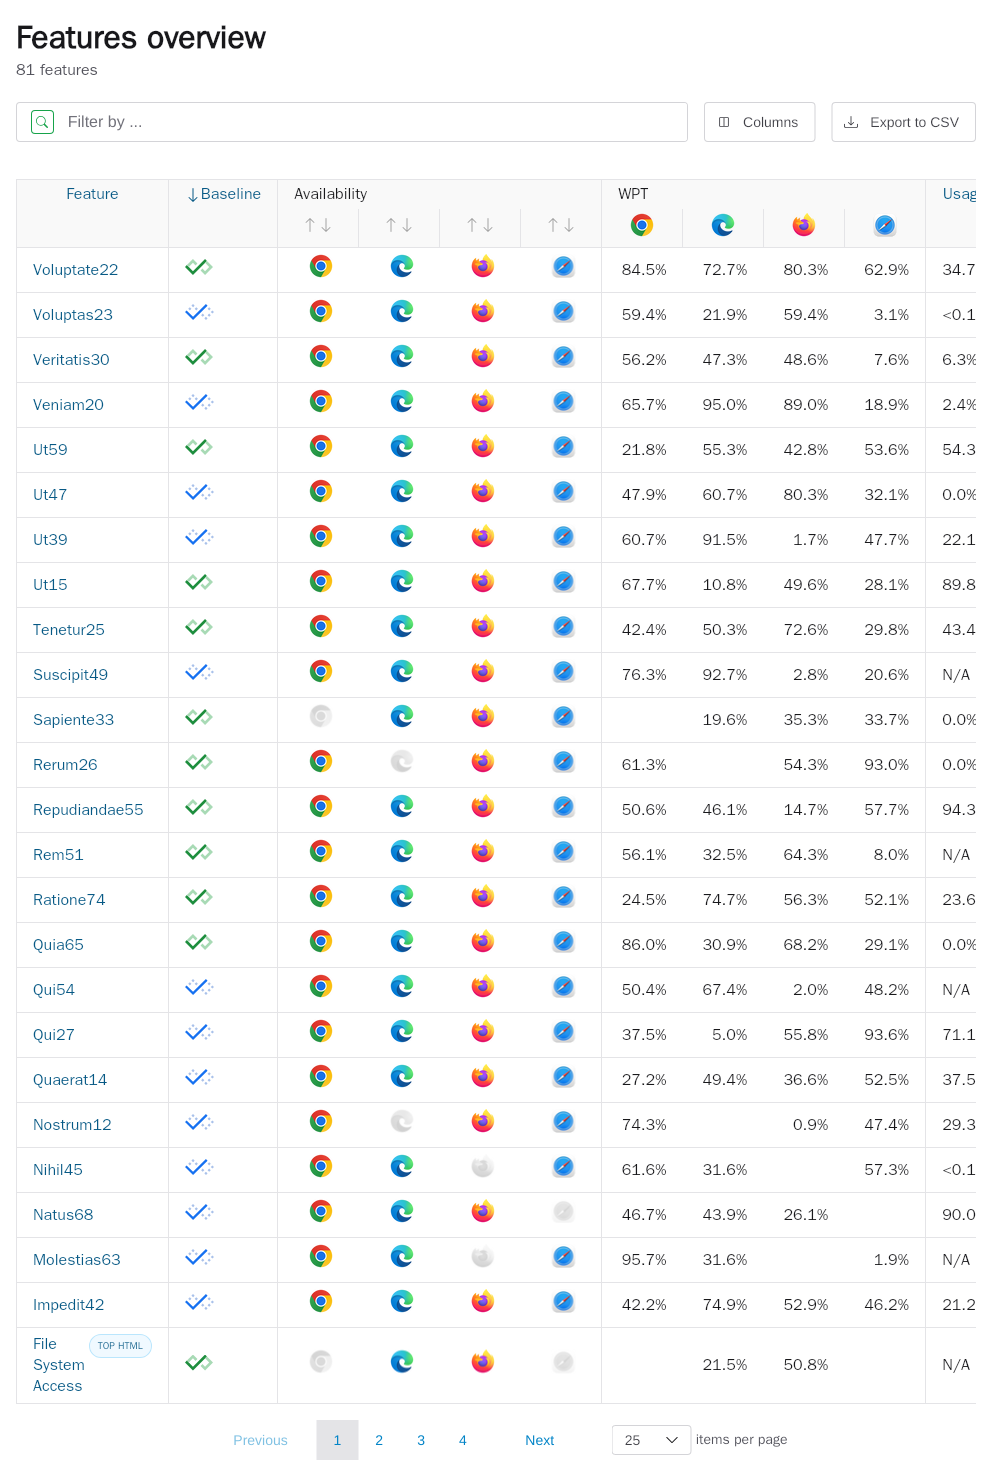 Features overview
81 features
Filter by ...
Columns
Export to CSV
Feature Baseline Availability WPT Usag
Voluptate22 84.5% 72.7% 80.3% 62.9% 34.7
Voluptas23 59.4% 21.9% 59.4% 3.1% <0.1
Veritatis30 56.2% 47.3% 48.6% 7.6% 6.3%
Veniam20 65.7% 95.0% 89.0% 18.9% 2.4%
Ut59 21.8% 55.3% 42.8% 53.6% 54.3
Ut47 47.9% 60.7% 80.3% 32.1% 0.0%
Ut39 60.7% 91.5% 1.7% 47.7% 22.1
Ut15 67.7% 10.8% 49.6% 28.1% 89.8
Tenetur25 42.4% 50.3% 72.6% 29.8% 43.4
Suscipit49 76.3% 92.7% 2.8% 20.6% N/A
Sapiente33 19.6% 35.3% 33.7% 0.0%
Rerum26 61.3% 54.3% 93.0% 0.0%
Repudiandae55 50.6% 46.1% 14.7% 57.7% 94.3
Rem51 56.1% 32.5% 64.3% 8.0% N/A
Ratione74 24.5% 74.7% 56.3% 52.1% 23.6
Quia65 86.0% 30.9% 68.2% 29.1% 0.0%
Qui54 50.4% 67.4% 2.0% 48.2% N/A
Qui27 37.5% 5.0% 55.8% 93.6% 71.1
Quaerat14 27.2% 49.4% 36.6% 52.5% 37.5
Nostrum12 74.3% 0.9% 47.4% 29.3
Nihil45 61.6% 31.6% 57.3% <0.1
Natus68 46.7% 43.9% 26.1% 90.0
Molestias63 95.7% 31.6% 1.9% N/A
Impedit42 42.2% 74.9% 52.9% 46.2% 21.2
File System Access TOP HTML 21.5% 50.8% N/A
Previous 1 2 3 4 Next 25 items per page